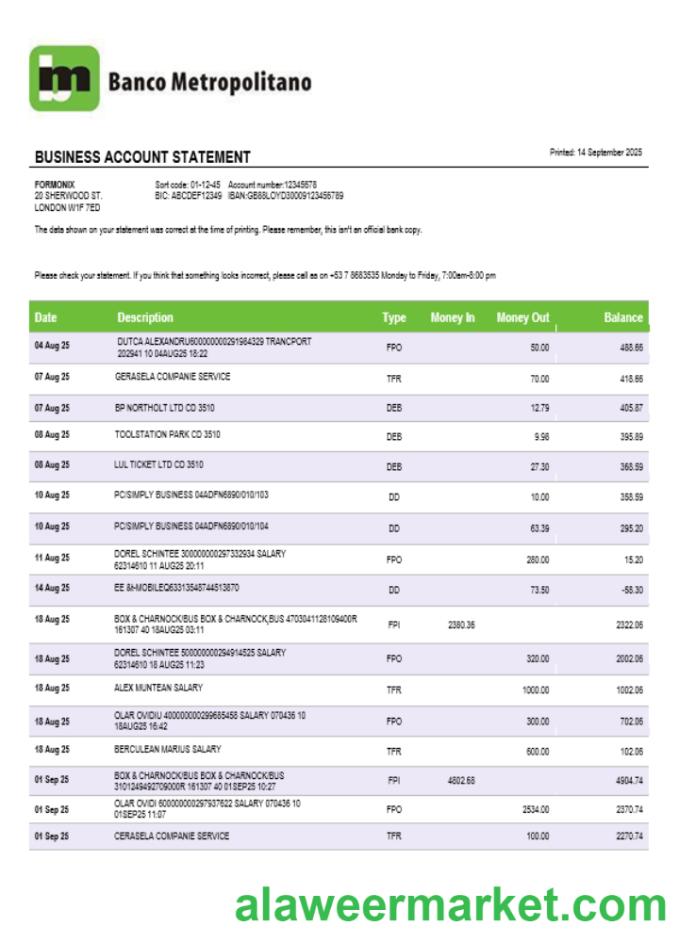 bm Banco Metropolitano
BUSINESS ACCOUNT STATEMENT
Printed: 14 September 2025
FORMONIX
20 SHERWOOD ST.
LONDON W1F 7ED
Sort code: 01-12-45 Account number:12345678
BIC: ABCDEF12349 IBAN:GB88LOYD30009123456789
The data shown on your statement was correct at the time of printing. Please remember, this isn't an official bank copy.
Please check your statement. If you think that something looks incorrect, please call as on +53 7 8683535 Monday to Friday, 7:00am-8:00 pm
Date Description Type Money In Money Out Balance
04 Aug 25 DUTCA ALEXANDRU600000000291984329 TRANCPORT
202941 10 04AUG25 18:22 FPO 50.00 488.66
07 Aug 25 GERASELA COMPANIE SERVICE TFR 70.00 418.66
07 Aug 25 BP NORTHOLT LTD CD 3510 DEB 12.79 405.87
08 Aug 25 TOOLSTATION PARK CD 3510 DEB 9.98 395.89
08 Aug 25 LUL TICKET LTD CD 3510 DEB 27.30 368.59
10 Aug 25 PC/SIMPLY BUSINESS 04ADFN6890/010/103 DD 10.00 358.59
10 Aug 25 PC/SIMPLY BUSINESS 04ADFN6890/010/104 DD 63.39 295.20
11 Aug 25 DOREL SCHINTEE 300000000297332934 SALARY
62314610 11 AUG25 20:11 FPO 280.00 15.20
14 Aug 25 EE &MOBILEQ63313548744513870 DD 73.50 -58.30
18 Aug 25 BOX & CHARNOCK/BUS BOX & CHARNOCK,BUS 4703041128109400R
161307 40 18AUG25 03:11 FPI 2380.36 2322.06
18 Aug 25 DOREL SCHINTEE 500000000294914525 SALARY
62314610 18 AUG25 11:23 FPO 320.00 2002.06
18 Aug 25 ALEX MUNTEAN SALARY TFR 1000.00 1002.06
18 Aug 25 OLAR OVIDIU 400000000299685458 SALARY 070436 10
18AUG25 16:42 FPO 300.00 702.06
18 Aug 25 BERCULEAN MARIUS SALARY TFR 600.00 102.06
01 Sep 25 BOX & CHARNOCK/BUS BOX & CHARNOCK/BUS
3101249492709000R 161307 40 01SEP25 10:27 FPI 4802.68 4904.74
01 Sep 25 OLAR OVIDI 600000000297937622 SALARY 070436 10
01SEP25 11:07 FPO 2534.00 2370.74
01 Sep 25 CERASELA COMPANIE SERVICE TFR 100.00 2270.74
alaweermarket.com